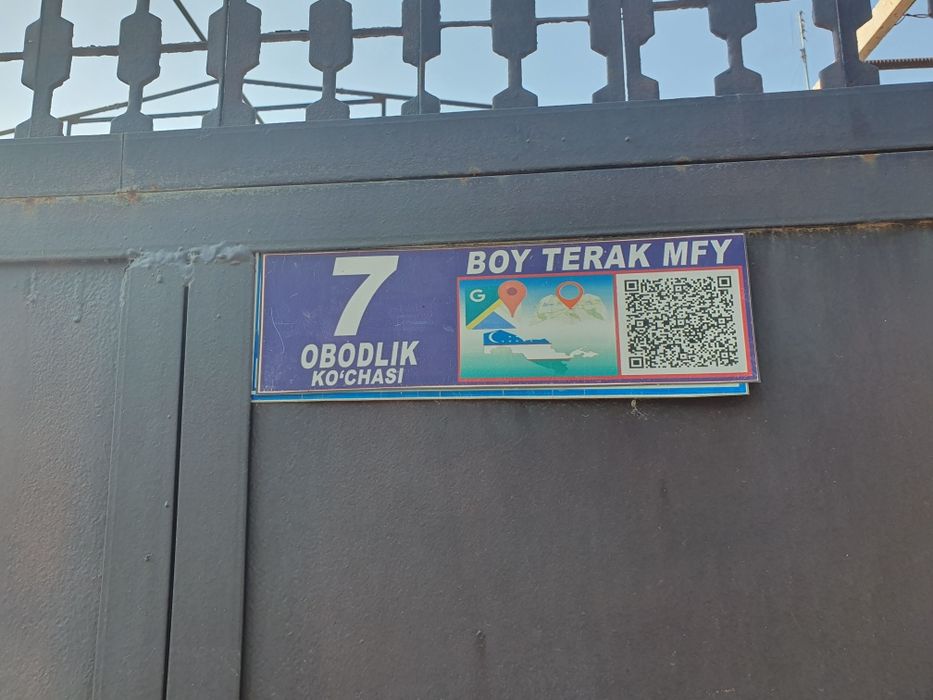 7
OBODLIK
KO‘CHASI
BOY TERAK MFY
G